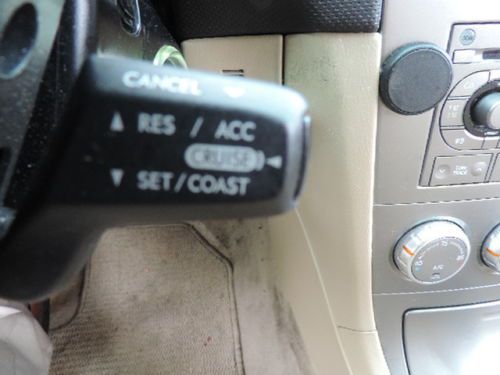 CANCEL
▲ RES / ACC
CRUISE ◄
▼ SET/COAST
A/C